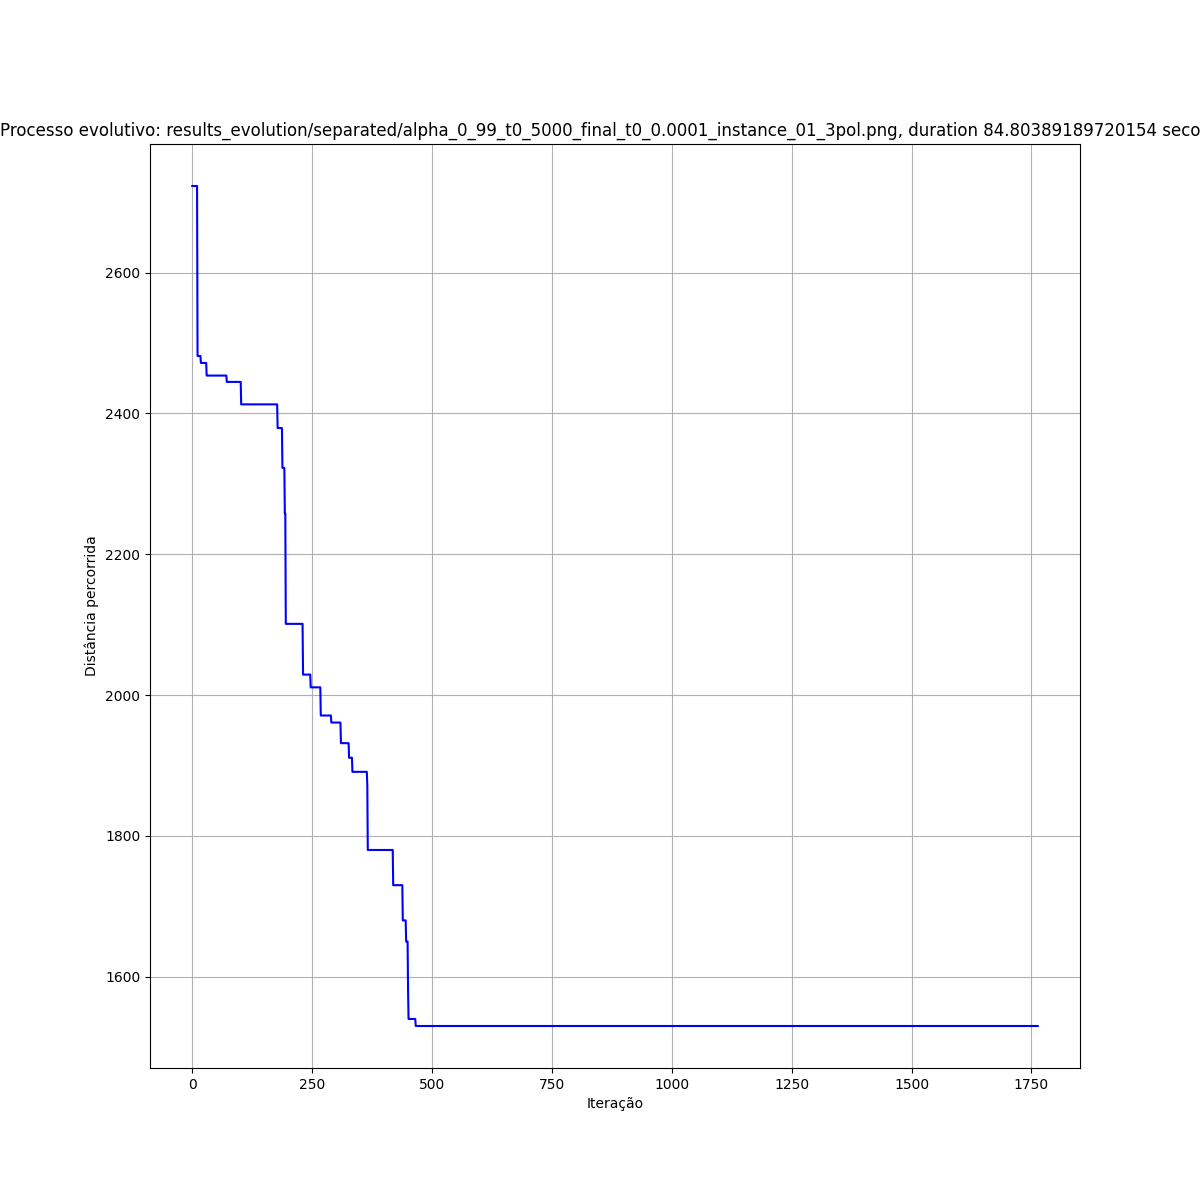 Processo evolutivo: results_evolution/separated/alpha_0_99_t0_5000_final_t0_0.0001_instance_01_3pol.png, duration 84.80389189720154 seco
2600
2400
2200
2000
1800
1600
Distância percorrida
0 250 500 750 1000 1250 1500 1750
Iteração